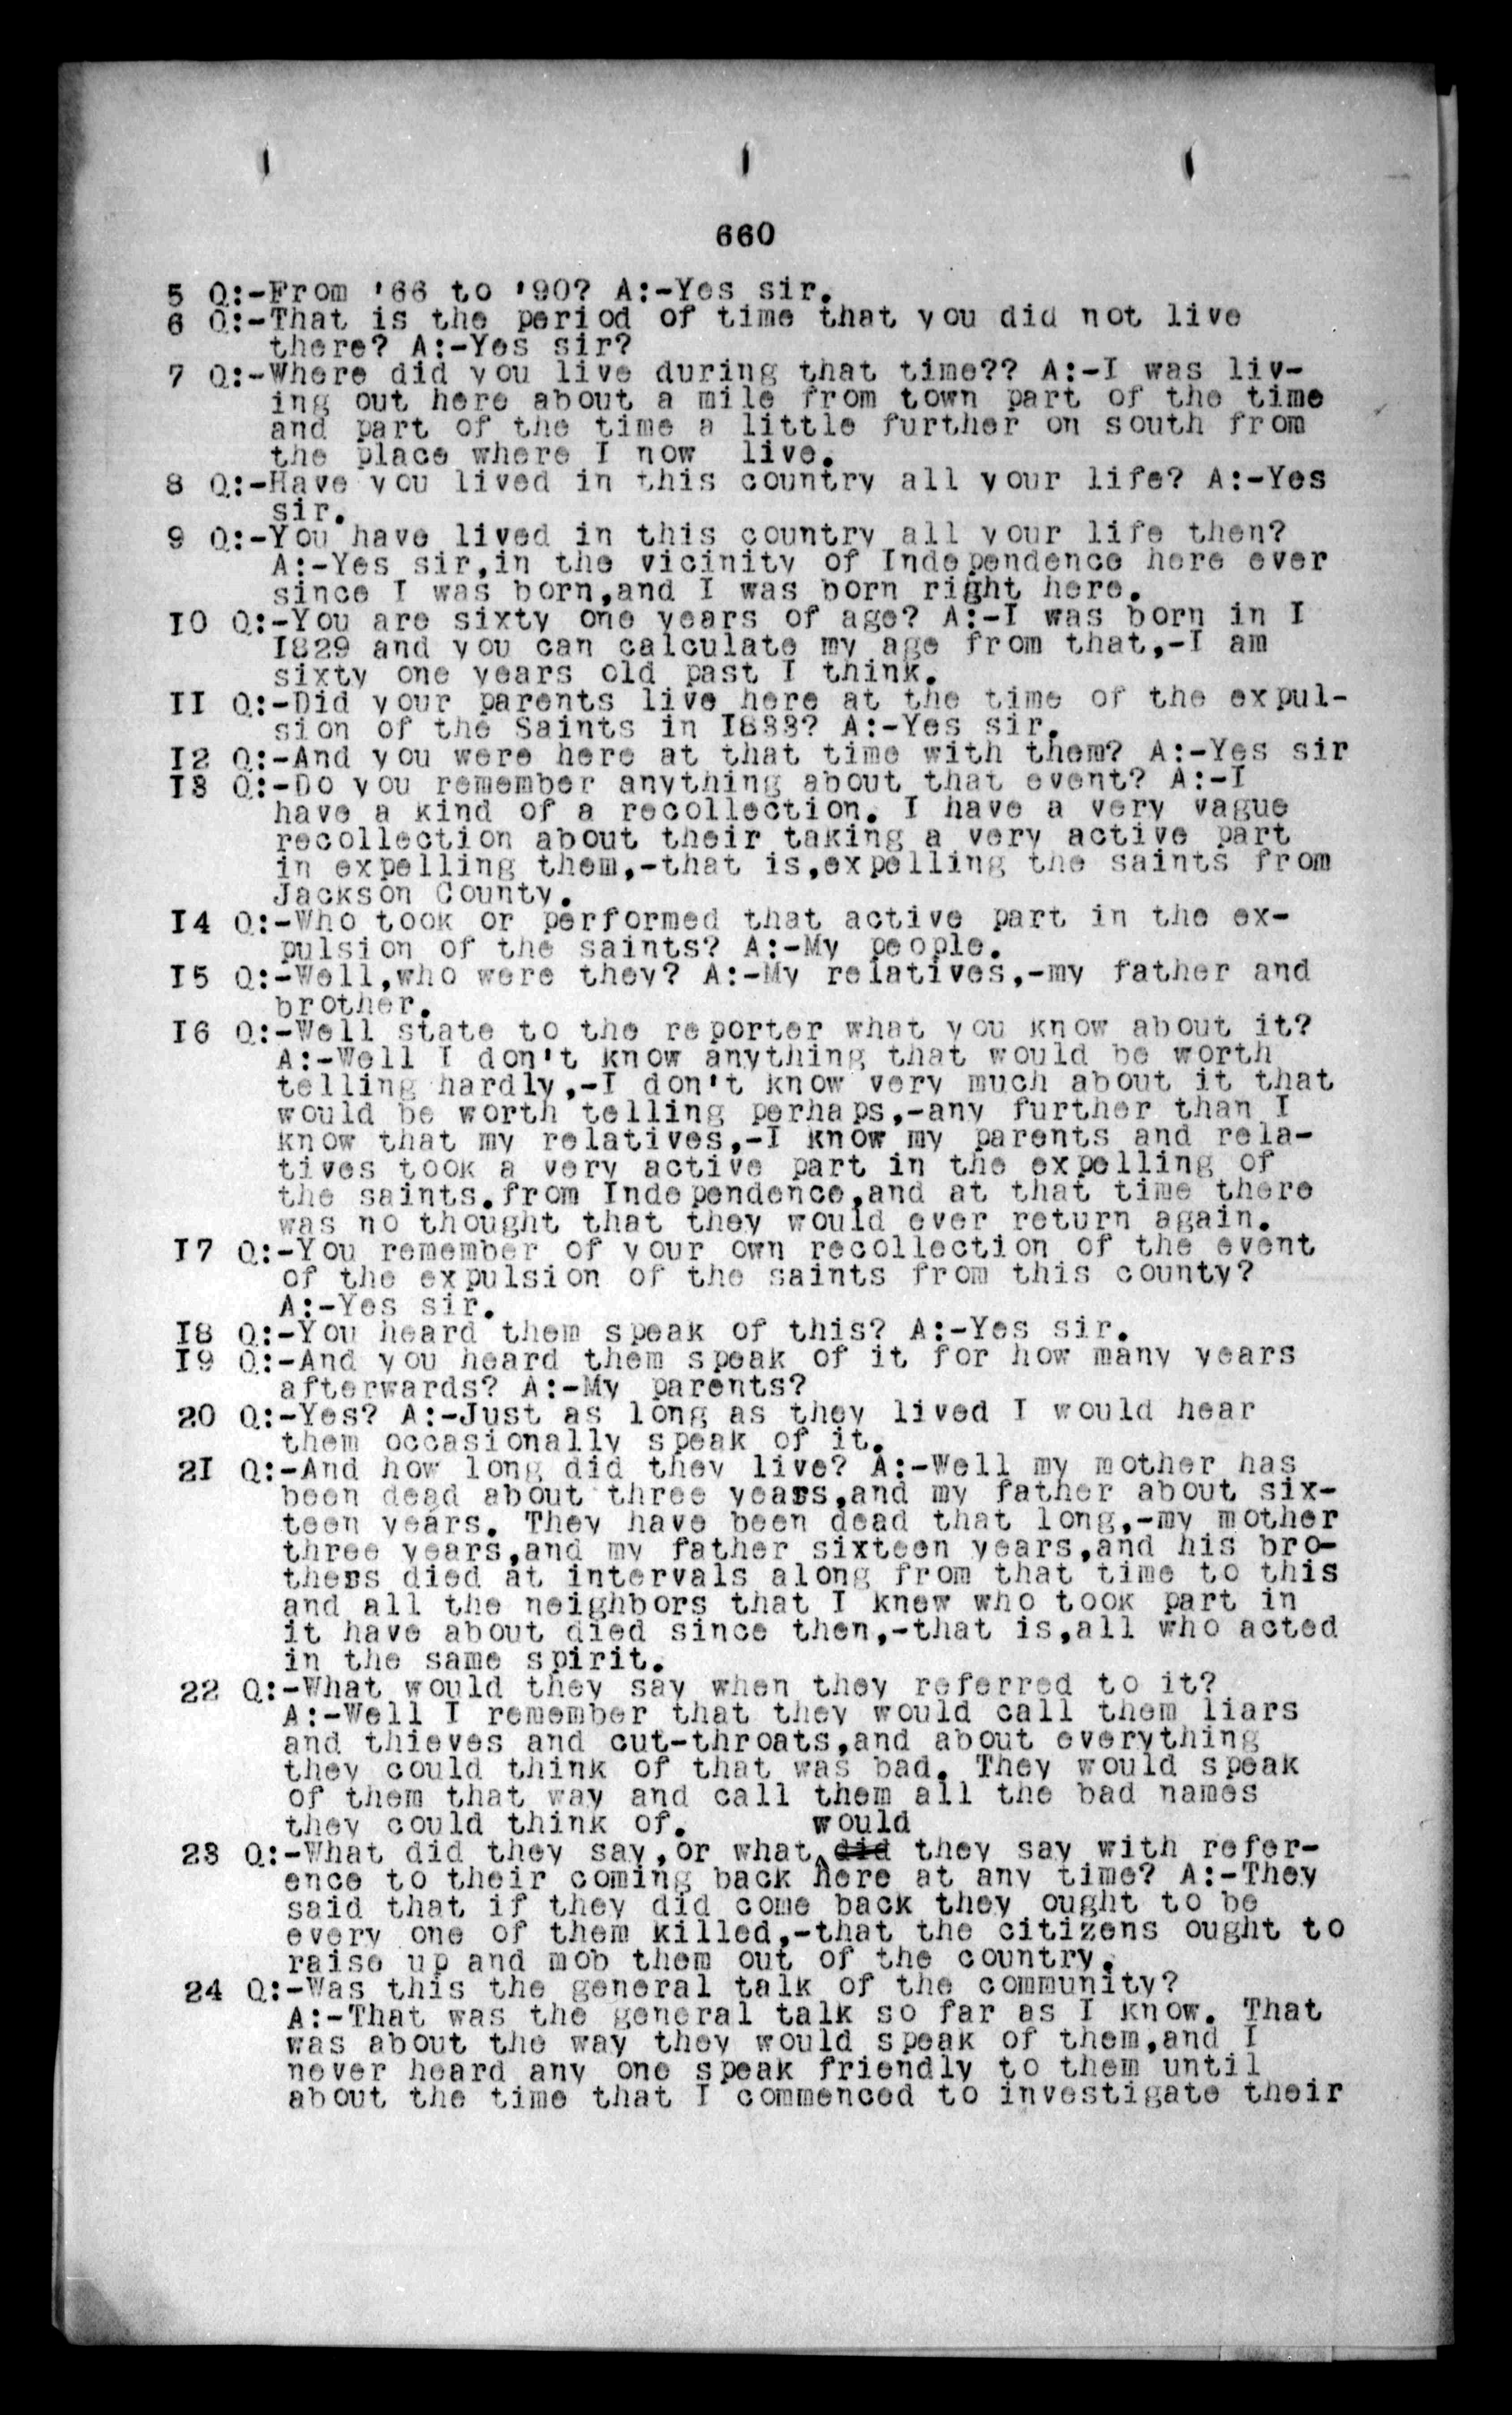 660
5 Q:-From '66 to '90? A:-Yes sir.
6 Q:-That is the period of time that you did not live
there? A:-Yes sir?
7 Q:-Where did you live during that time?? A:-I was liv-
ing out here about a mile from town part of the time
and part of the time a little further on south from
the place where I now live.
8 Q:-Have you lived in this country all your life? A:-Yes
sir.
9 Q:-You have lived in this country all your life then?
A:-Yes sir,in the vicinity of Independence here ever
since I was born,and I was born right here.
I0 Q:-You are sixty one years of age? A:-I was born in I
I829 and you can calculate my age from that,-I am
sixty one years old past I think.
II Q:-Did your parents live here at the time of the expul-
sion of the Saints in I833? A:-Yes sir.
I2 Q:-And you were here at that time with them? A:-Yes sir
I3 Q:-Do you remember anything about that event? A:-I
have a kind of a recollection. I have a very vague
recollection about their taking a very active part
in expelling them,-that is,expelling the saints from
Jackson County.
I4 Q:-Who took or performed that active part in the ex-
pulsion of the saints? A:-My people.
I5 Q:-Well,who were they? A:-My relatives,-my father and
brother.
I6 Q:-Well state to the reporter what you know about it?
A:-Well I don't know anything that would be worth
telling hardly,-I don't know very much about it that
would be worth telling perhaps,-any further than I
know that my relatives,-I know my parents and rela-
tives took a very active part in the expelling of
the saints.from Independence,and at that time there
was no thought that they would ever return again.
I7 Q:-You remember of your own recollection of the event
of the expulsion of the saints from this county?
A:-Yes sir.
I8 Q:-You heard them speak of this? A:-Yes sir.
I9 Q:-And you heard them speak of it for how many years
afterwards? A:-My parents?
20 Q:-Yes? A:-Just as long as they lived I would hear
them occasionally speak of it.
2I Q:-And how long did they live? A:-Well my mother has
been dead about three years,and my father about six-
teen years. They have been dead that long,-my mother
three years,and my father sixteen years,and his bro-
thers died at intervals along from that time to this
and all the neighbors that I knew who took part in
it have about died since then,-that is,all who acted
in the same spirit.
22 Q:-What would they say when they referred to it?
A:-Well I remember that they would call them liars
and thieves and cut-throats,and about everything
they could think of that was bad. They would speak
of them that way and call them all the bad names
they could think of. would
23 Q:-What did they say,or what did they say with refer-
ence to their coming back here at any time? A:-They
said that if they did come back they ought to be
every one of them killed,-that the citizens ought to
raise up and mob them out of the country.
24 Q:-Was this the general talk of the community?
A:-That was the general talk so far as I know. That
was about the way they would speak of them,and I
never heard any one speak friendly to them until
about the time that I commenced to investigate their